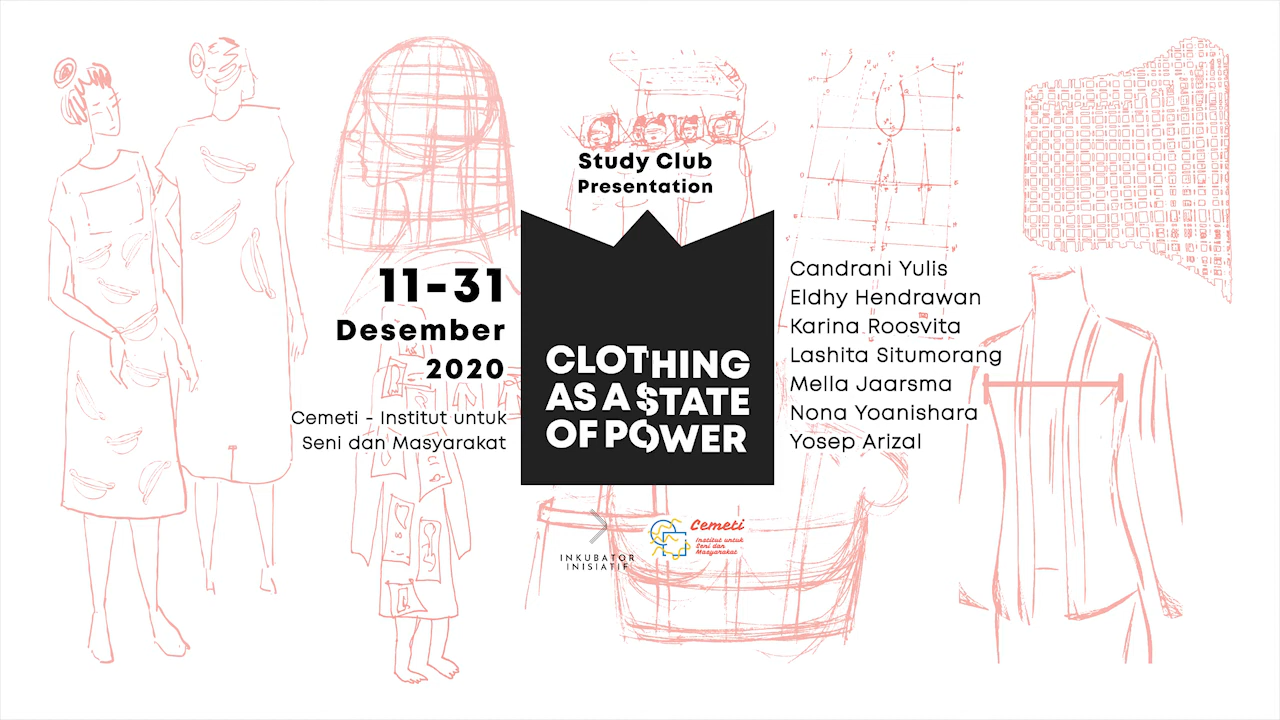 Study Club
Presentation
11-31
Desember
2020
Cemeti - Institut untuk
Seni dan Masyarakat
CLOTHING
AS A STATE
OF POWER
Candrani Yulis
Eldhy Hendrawan
Karina Roosvita
Lashita Situmorang
Mella Jaarsma
Nona Yoanishara
Yosep Arizal
INKUBATOR
INISIATIF
Cemeti
Institut untuk
Seni dan
Masyarakat